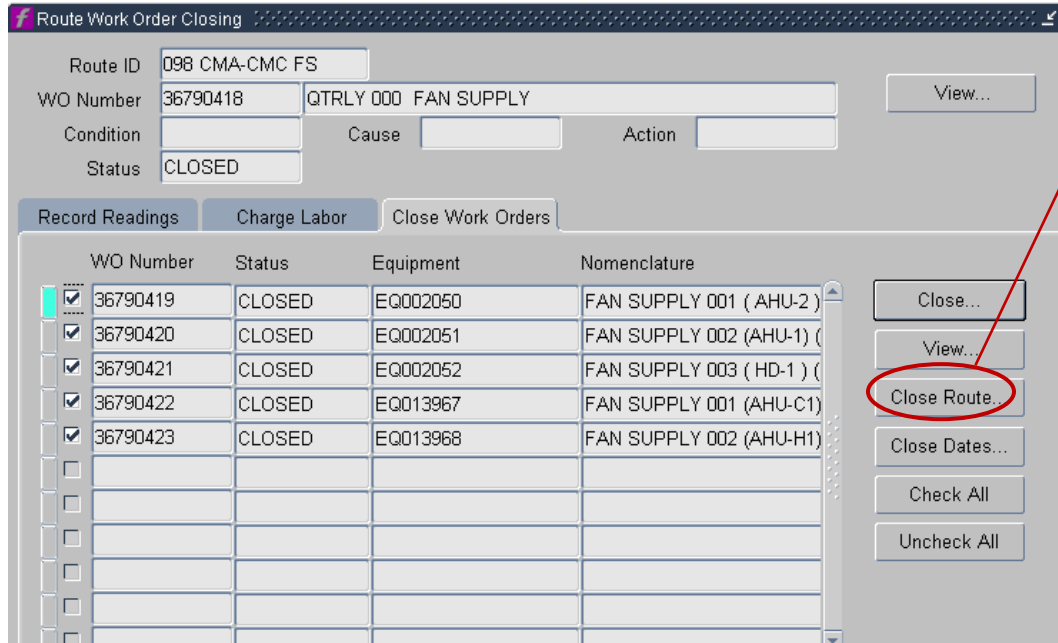 Route Work Order Closing
Route ID 098 CMA-CMC FS
WO Number 36790418 QTRLY 000 FAN SUPPLY View...
Condition Cause Action
Status CLOSED
Record Readings Charge Labor Close Work Orders
WO Number Status Equipment Nomenclature
36790419 CLOSED EQ002050 FAN SUPPLY 001 ( AHU-2 ) Close...
36790420 CLOSED EQ002051 FAN SUPPLY 002 (AHU-1) ( View...
36790421 CLOSED EQ002052 FAN SUPPLY 003 ( HD-1 ) (
36790422 CLOSED EQ013967 FAN SUPPLY 001 (AHU-C1) Close Route...
36790423 CLOSED EQ013968 FAN SUPPLY 002 (AHU-H1) Close Dates...
Check All
Uncheck All